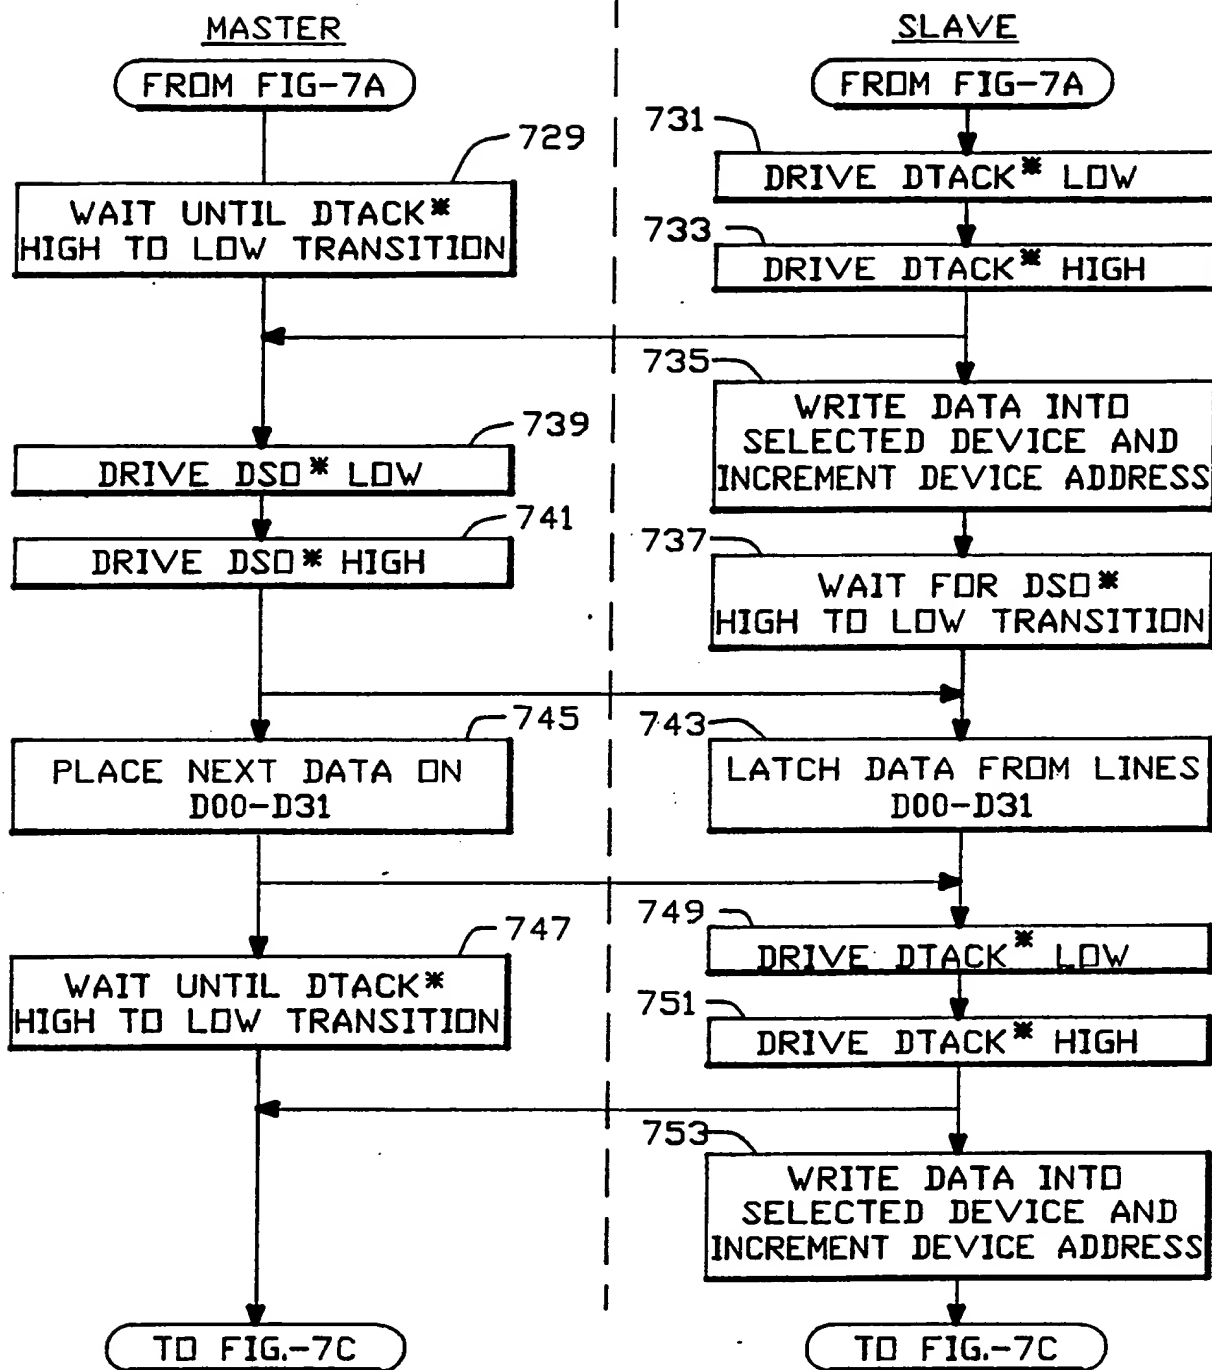 MASTER
FROM FIG-7A
729
WAIT UNTIL DTACK*
HIGH TO LOW TRANSITION
739
DRIVE DS0* LOW
741
DRIVE DS0* HIGH
745
PLACE NEXT DATA ON
D00-D31
747
WAIT UNTIL DTACK*
HIGH TO LOW TRANSITION
TO FIG.-7C
SLAVE
FROM FIG-7A
731
DRIVE DTACK* LOW
733
DRIVE DTACK* HIGH
735
WRITE DATA INTO
SELECTED DEVICE AND
INCREMENT DEVICE ADDRESS
737
WAIT FOR DS0*
HIGH TO LOW TRANSITION
743
LATCH DATA FROM LINES
D00-D31
749
DRIVE DTACK* LOW
751
DRIVE DTACK* HIGH
753
WRITE DATA INTO
SELECTED DEVICE AND
INCREMENT DEVICE ADDRESS
TO FIG.-7C